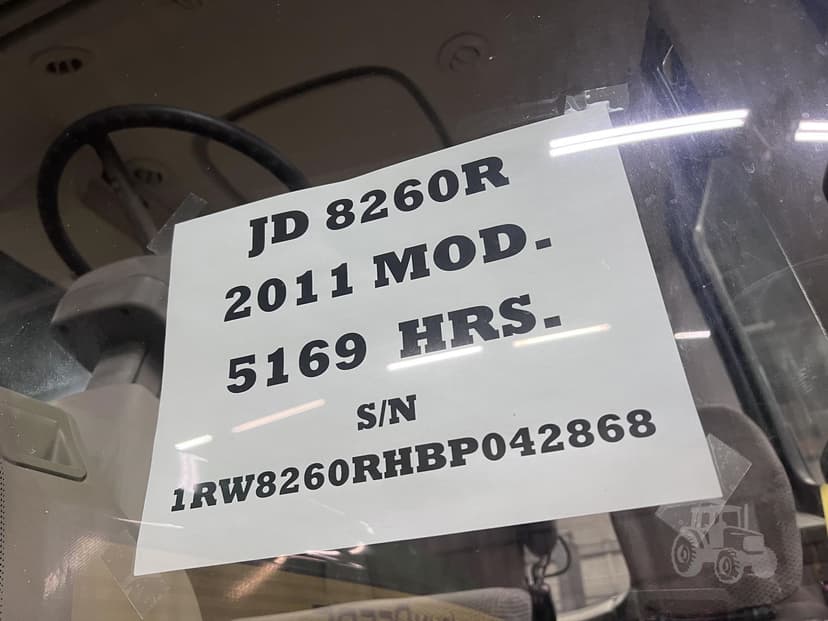 JD 8260R
2011 MOD.
5169 HRS.
S/N
1RW8260RHBP042868